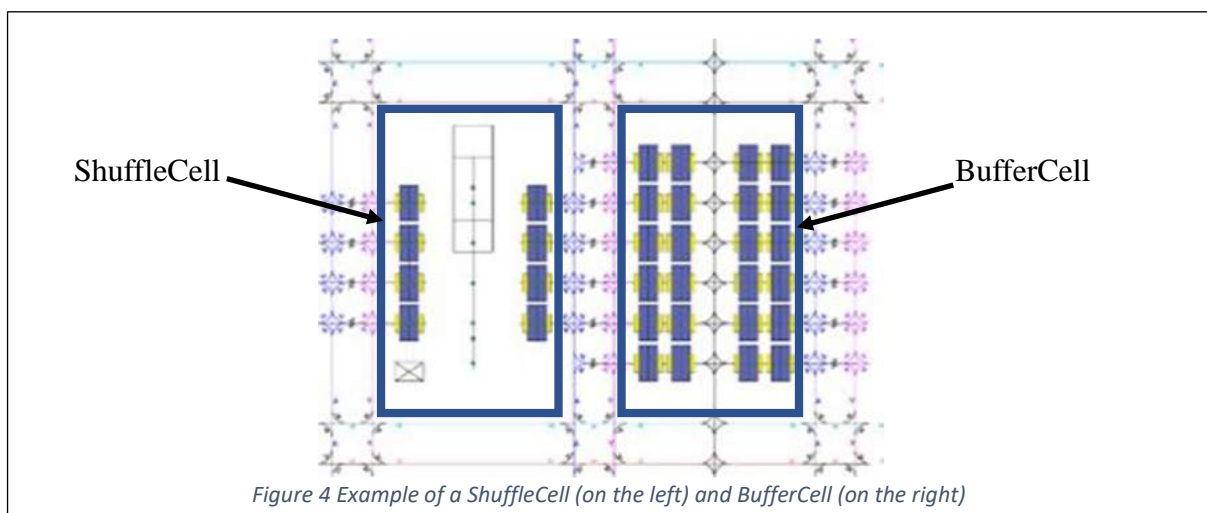 ShuffleCell
BufferCell
Figure 4 Example of a ShuffleCell (on the left) and BufferCell (on the right)